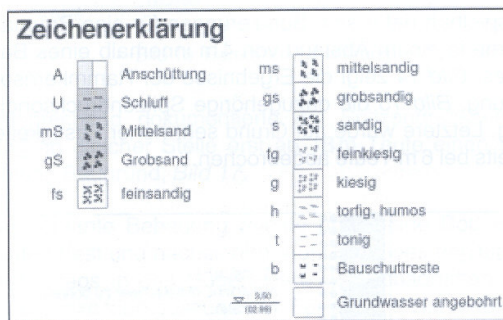 Zeichenerklärung
A Anschüttung
U Schluff
mS Mittelsand
gS Grobsand
fs feinsandig
ms mittelsandig
gs grobsandig
s sandig
fg feinkiesig
g kiesig
h torfig, humos
t tonig
b Bauschuttreste
3,50
(02.98) Grundwasser angebohrt